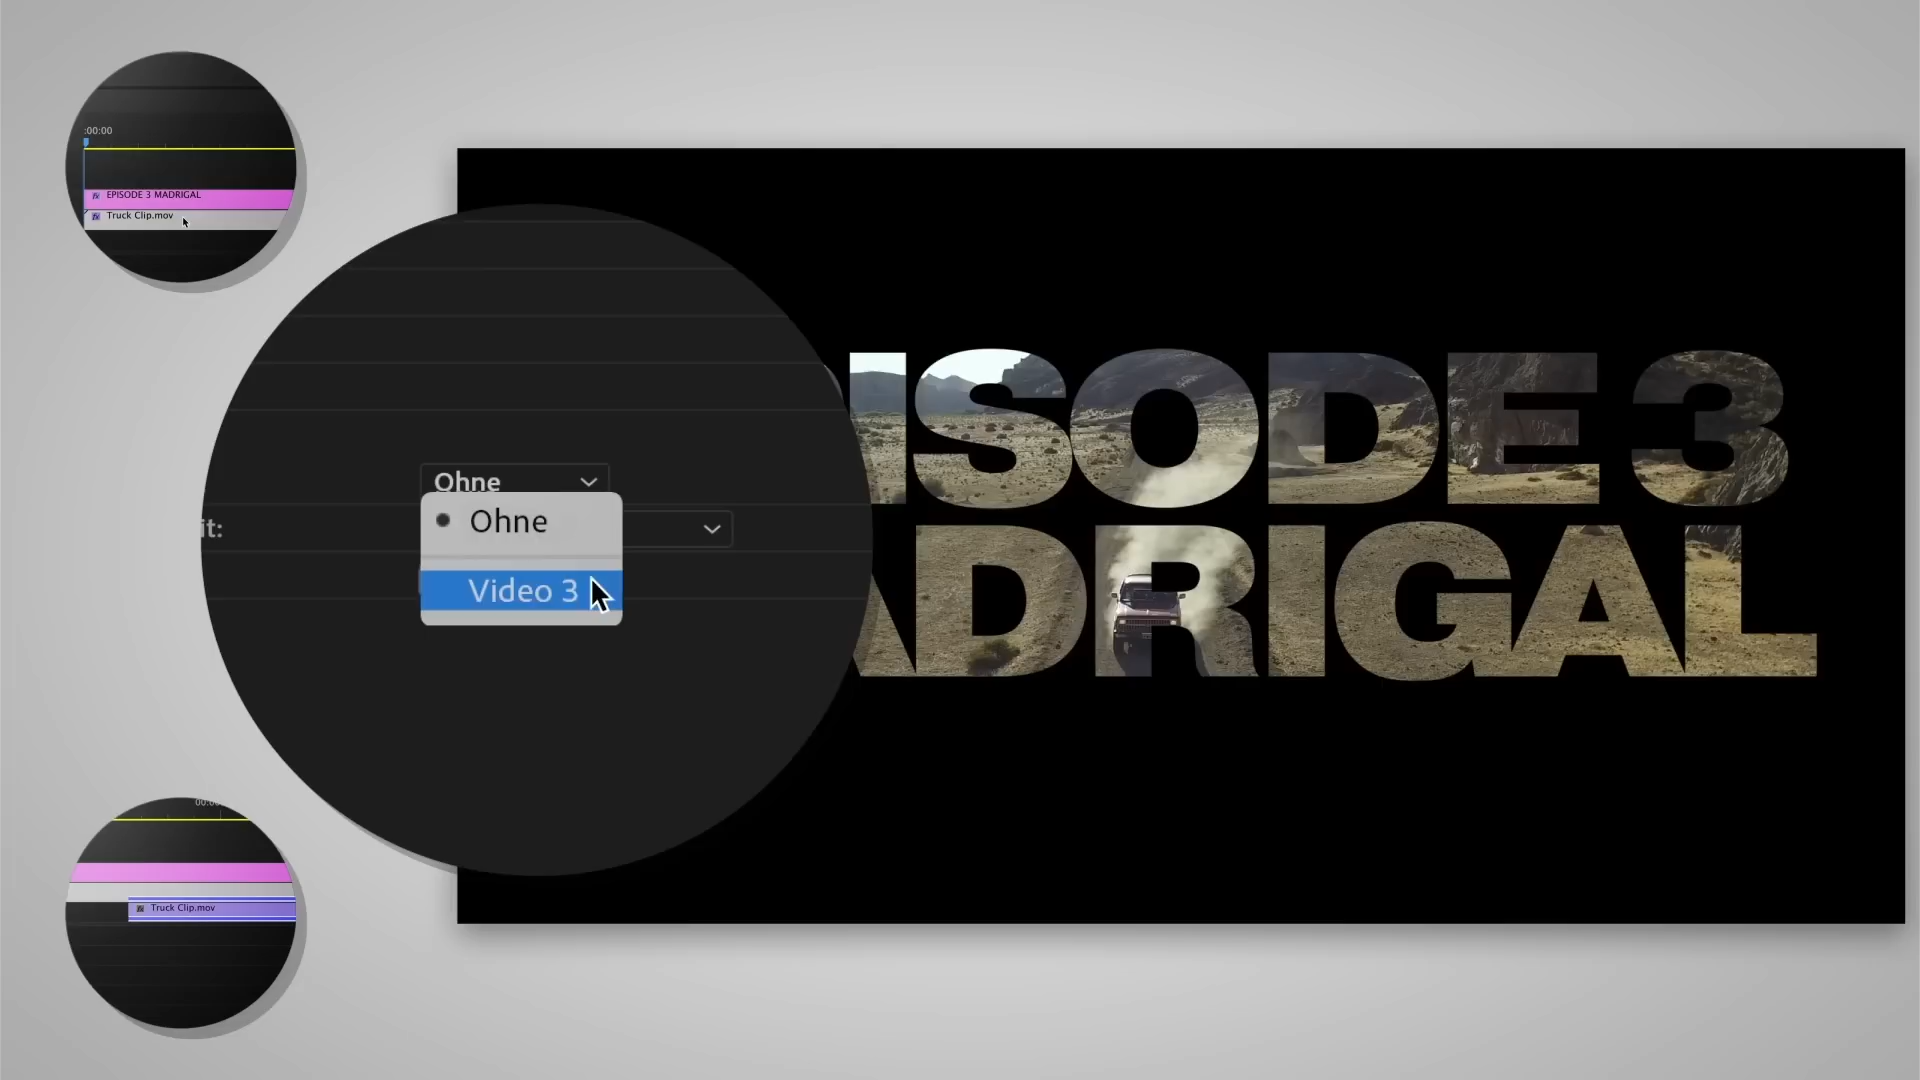 :00:00
EPISODE 3 MADRIGAL
Truck Clip.mov
Ohne
it:
Ohne
Video 3
ISODE 3
ADRIGAL
Truck Clip.mov